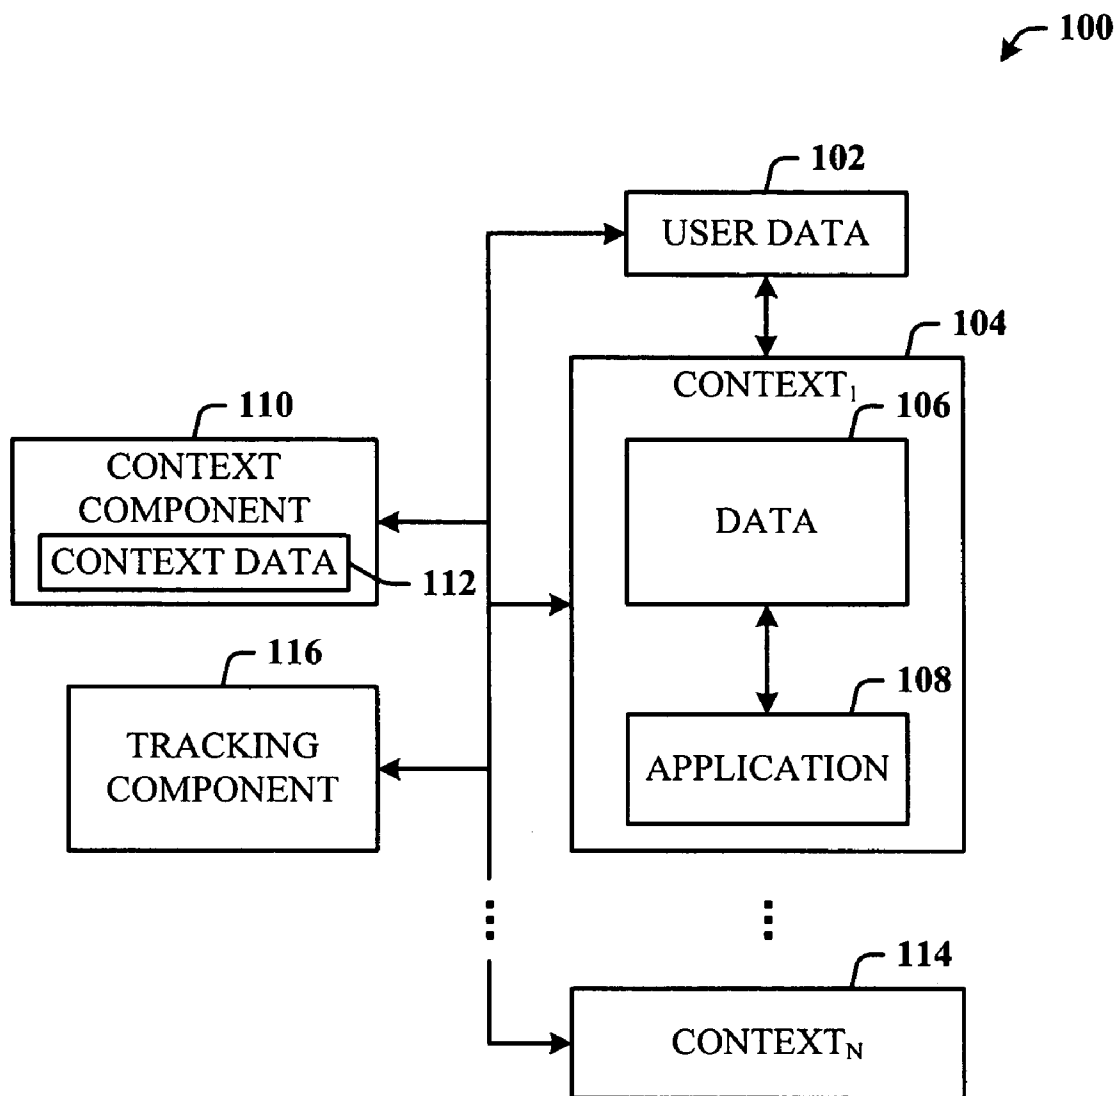 100
102
USER DATA
104
CONTEXT1
106
DATA
110
CONTEXT
COMPONENT
CONTEXT DATA
112
116
TRACKING
COMPONENT
108
APPLICATION
114
CONTEXTN